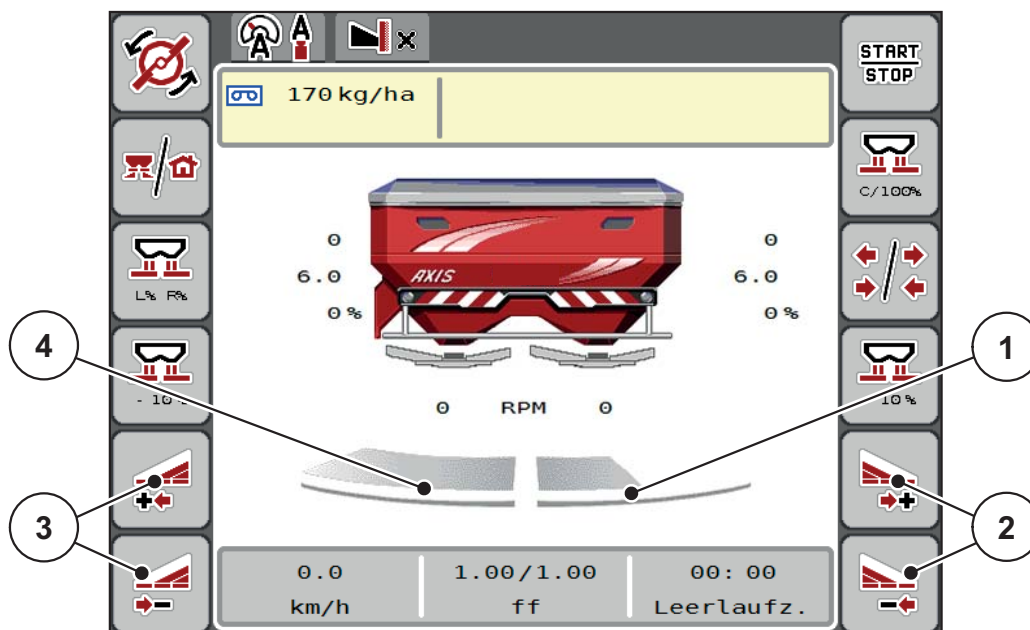 A A x
START
STOP
170 kg/ha
C/100%
0 0
6.0 AXIS 6.0
0 % 0 %
L% R%
4 1
- 10 %
10 %
0 RPM 0
3 2
0.0 1.00/1.00 00: 00
km/h ff Leerlaufz.